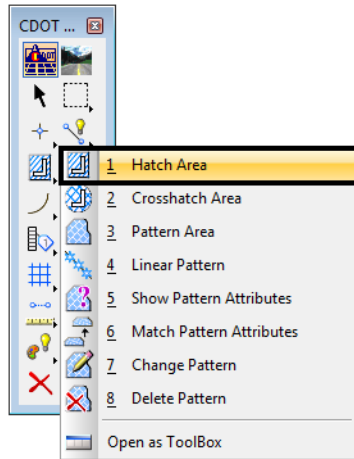 CDOT ...
CDOT
1 Hatch Area
2 Crosshatch Area
3 Pattern Area
4 Linear Pattern
5 Show Pattern Attributes
6 Match Pattern Attributes
7 Change Pattern
8 Delete Pattern
Open as ToolBox